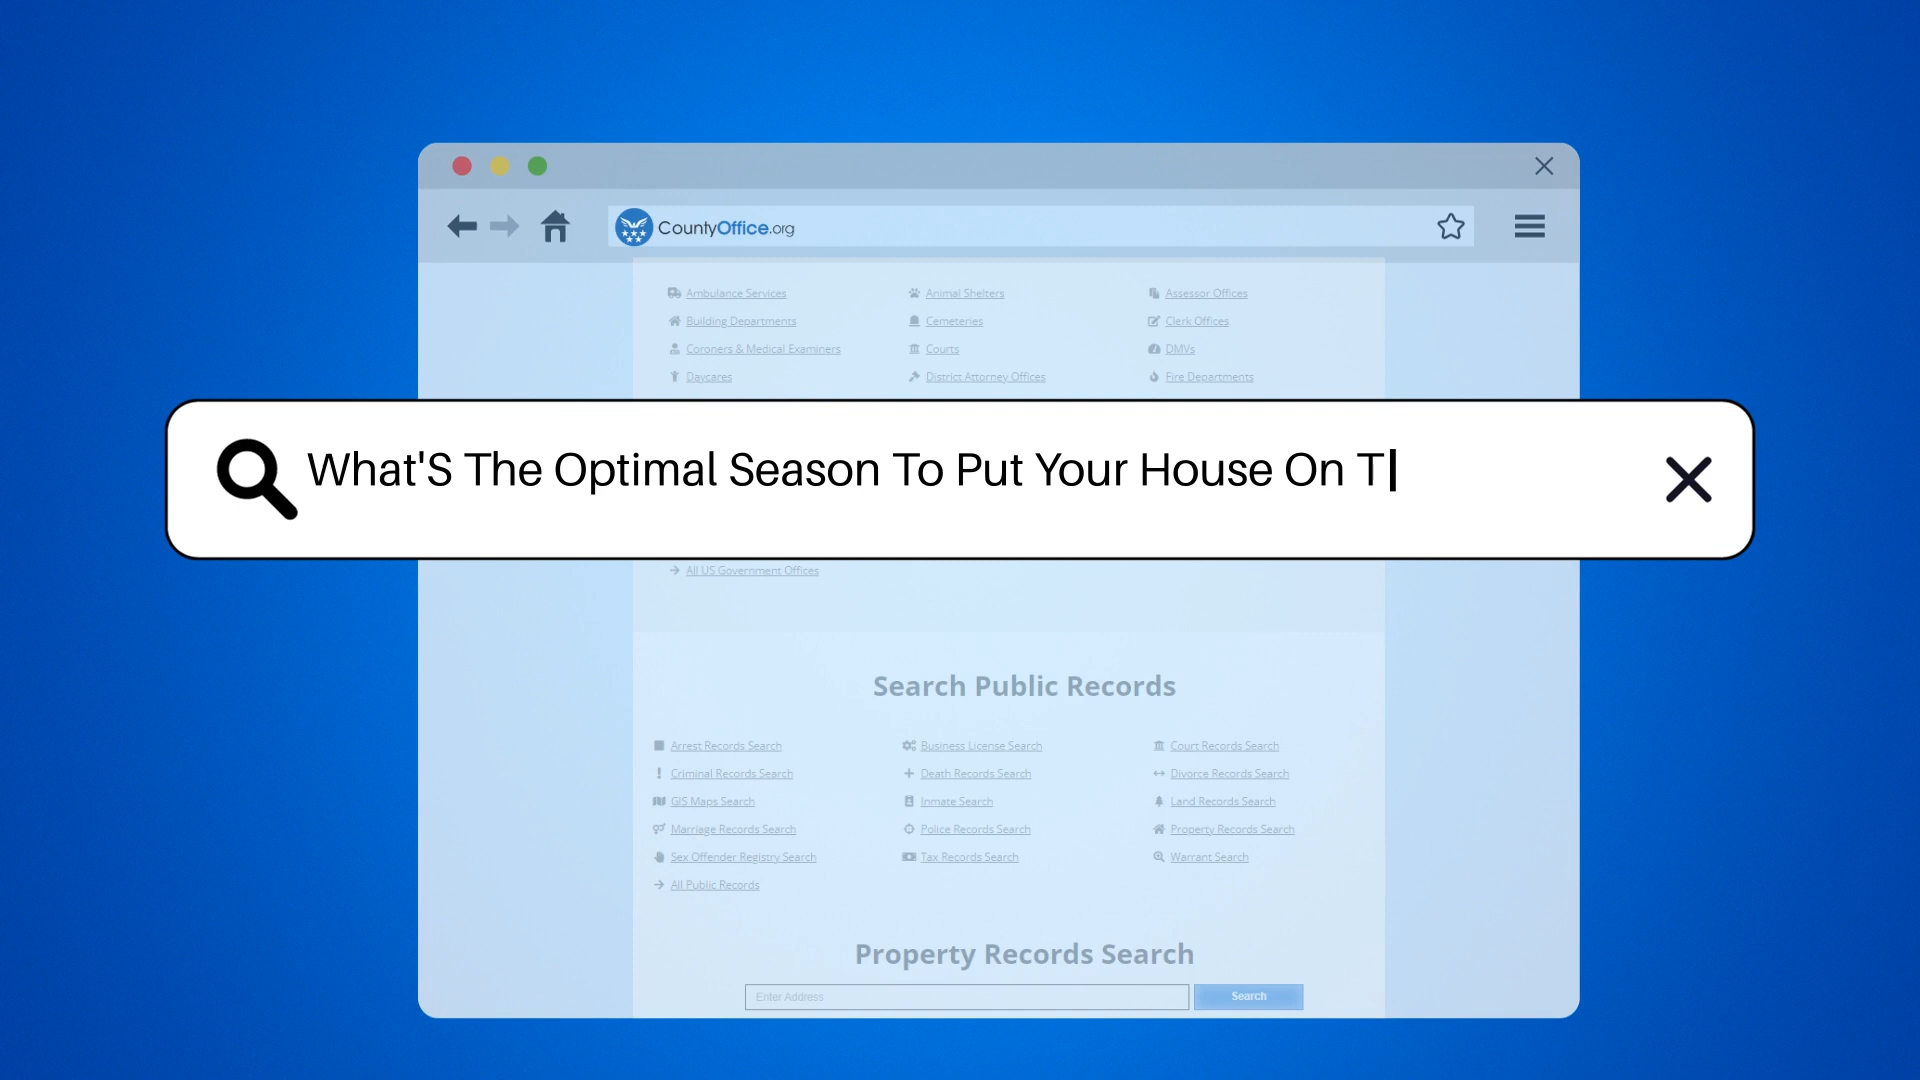 CountyOffice.org
Ambulance Services Animal Shelters Assessor Offices
Building Departments Cemeteries Clerk Offices
Coroners & Medical Examiners Courts DMVs
Daycares District Attorney Offices Fire Departments
What'S The Optimal Season To Put Your House On T
All US Government Offices
Search Public Records
Arrest Records Search Business License Search Court Records Search
Criminal Records Search Death Records Search Divorce Records Search
GIS Maps Search Inmate Search Land Records Search
Marriage Records Search Police Records Search Property Records Search
Sex Offender Registry Search Tax Records Search Warrant Search
All Public Records
Property Records Search
Enter Address Search